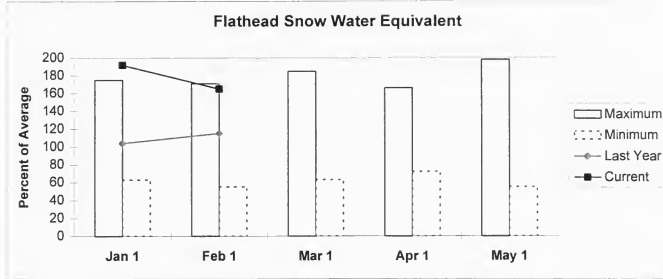 Flathead Snow Water Equivalent
Percent of Average
200
180
160
140
120
100
80
60
40
20
0
Jan 1
Feb 1
Mar 1
Apr 1
May 1
Maximum
Minimum
Last Year
Current